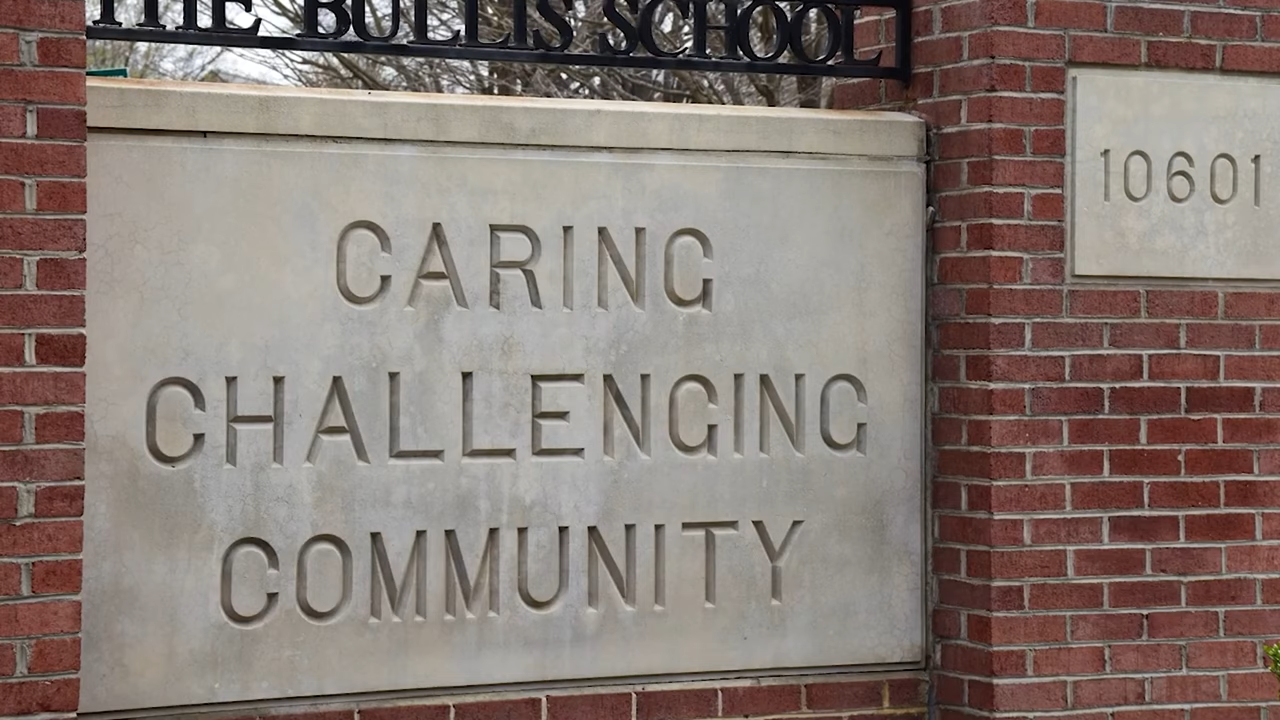 THE BULLIS SCHOOL
10601
CARING
CHALLENGING
COMMUNITY